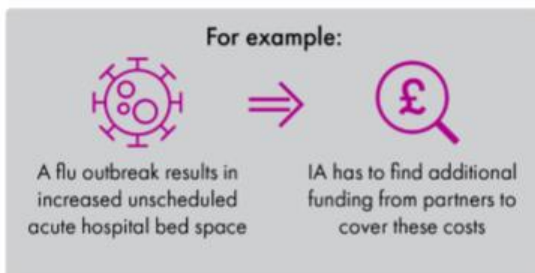 For example:
£
A flu outbreak results in
increased unscheduled
acute hospital bed space
IA has to find additional
funding from partners to
cover these costs